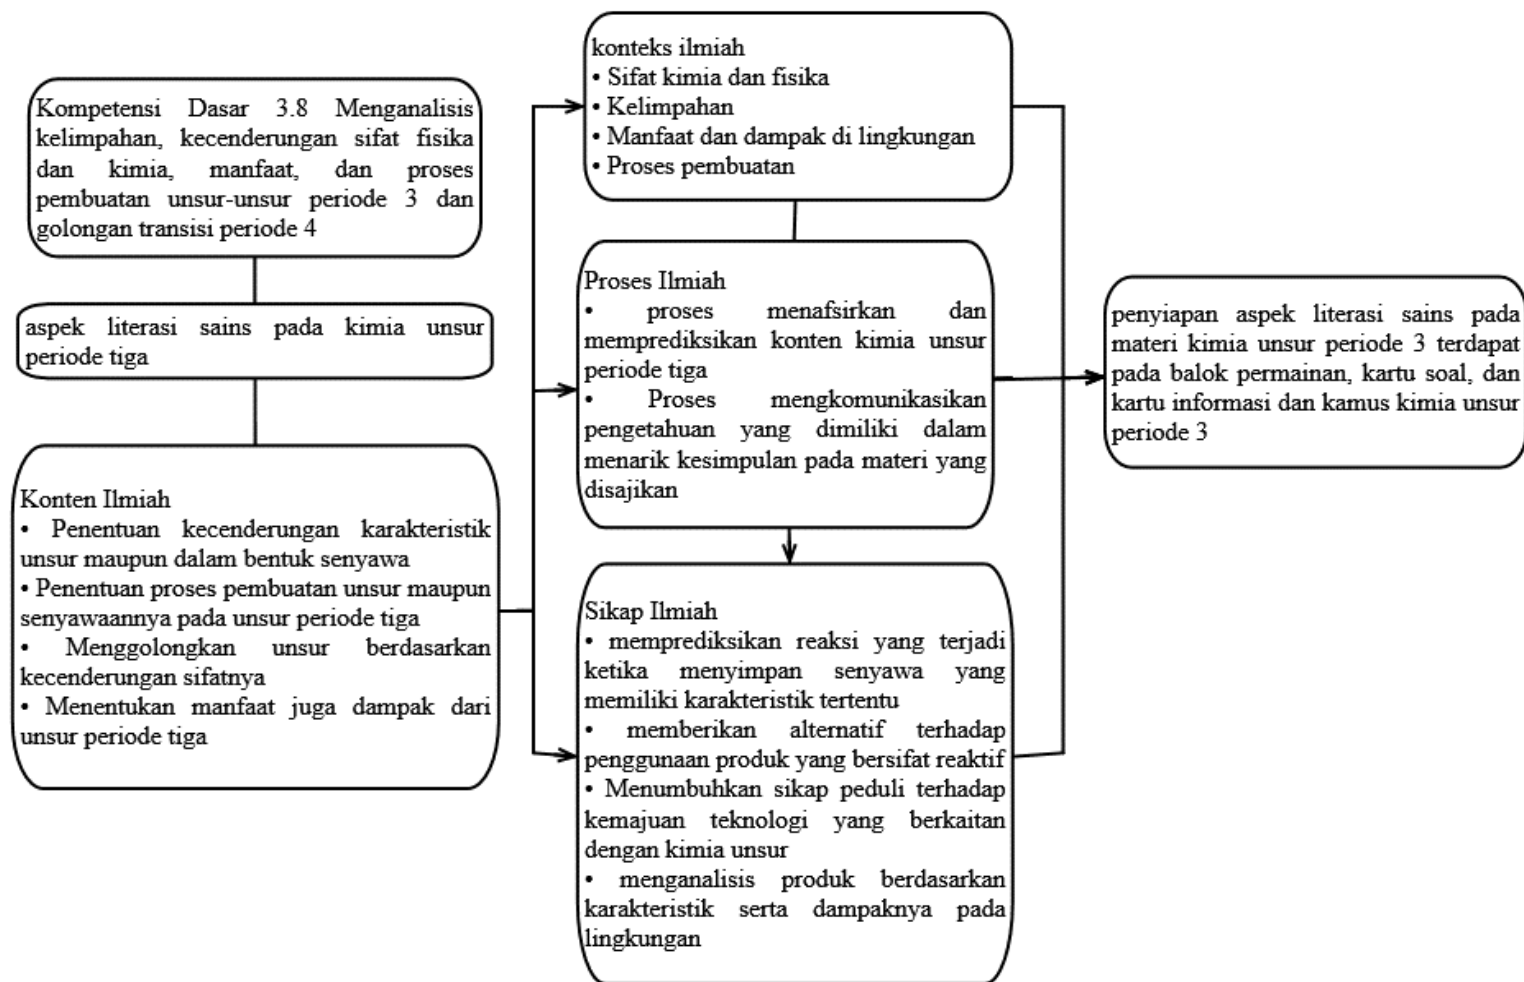 Kompetensi Dasar 3.8 Menganalisis
kelimpahan, kecenderungan sifat fisika
dan kimia, manfaat, dan proses
pembuatan unsur-unsur periode 3 dan
golongan transisi periode 4
aspek literasi sains pada kimia unsur
periode tiga
Konten Ilmiah
• Penentuan kecenderungan karakteristik
unsur maupun dalam bentuk senyawa
• Penentuan proses pembuatan unsur maupun
senyawaannya pada unsur periode tiga
• Menggolongkan unsur berdasarkan
kecenderungan sifatnya
• Menentukan manfaat juga dampak dari
unsur periode tiga
konteks ilmiah
• Sifat kimia dan fisika
• Kelimpahan
• Manfaat dan dampak di lingkungan
• Proses pembuatan
Proses Ilmiah
• proses menafsirkan dan
memprediksikan konten kimia unsur
periode tiga
• Proses mengkomunikasikan
pengetahuan yang dimiliki dalam
menarik kesimpulan pada materi yang
disajikan
Sikap Ilmiah
• memprediksikan reaksi yang terjadi
ketika menyimpan senyawa yang
memiliki karakteristik tertentu
• memberikan alternatif terhadap
penggunaan produk yang bersifat reaktif
• Menumbuhkan sikap peduli terhadap
kemajuan teknologi yang berkaitan
dengan kimia unsur
• menganalisis produk berdasarkan
karakteristik serta dampaknya pada
lingkungan
penyiapan aspek literasi sains pada
materi kimia unsur periode 3 terdapat
pada balok permainan, kartu soal, dan
kartu informasi dan kamus kimia unsur
periode 3